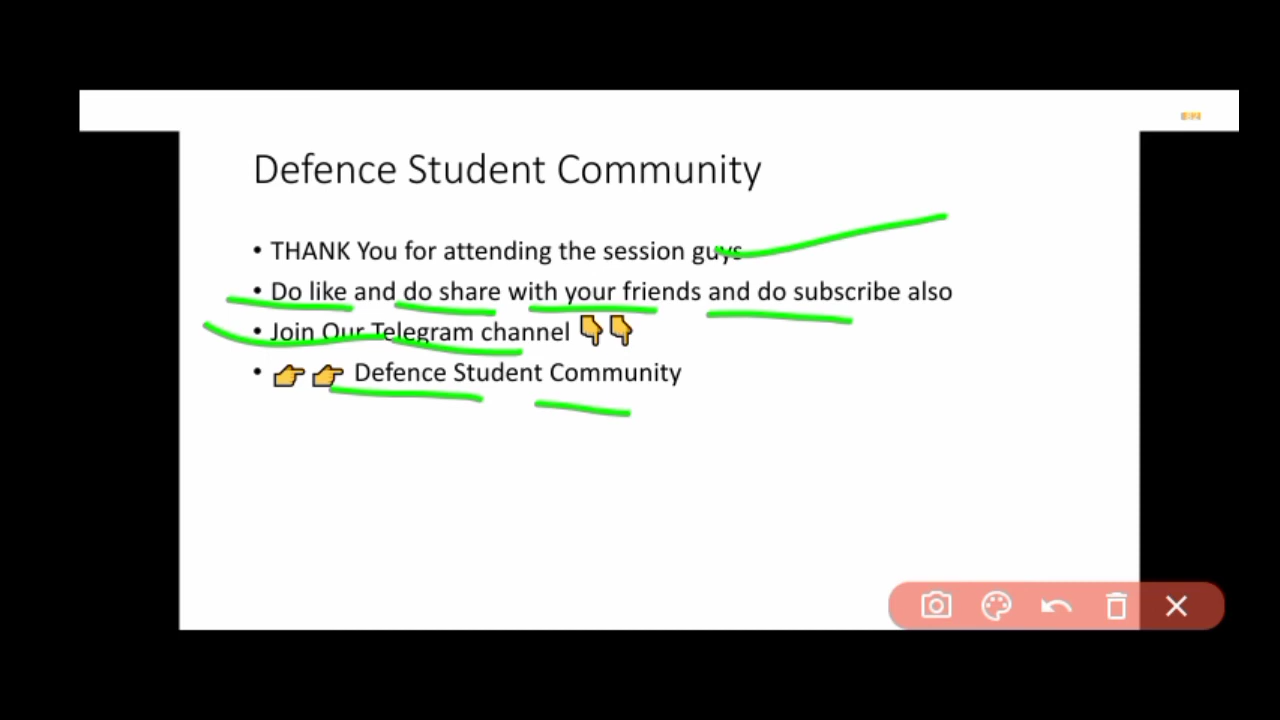 Defence Student Community
• THANK You for attending the session guys
• Do like and do share with your friends and do subscribe also
• Join Our Telegram channel 👇👇
• 👉👉 Defence Student Community